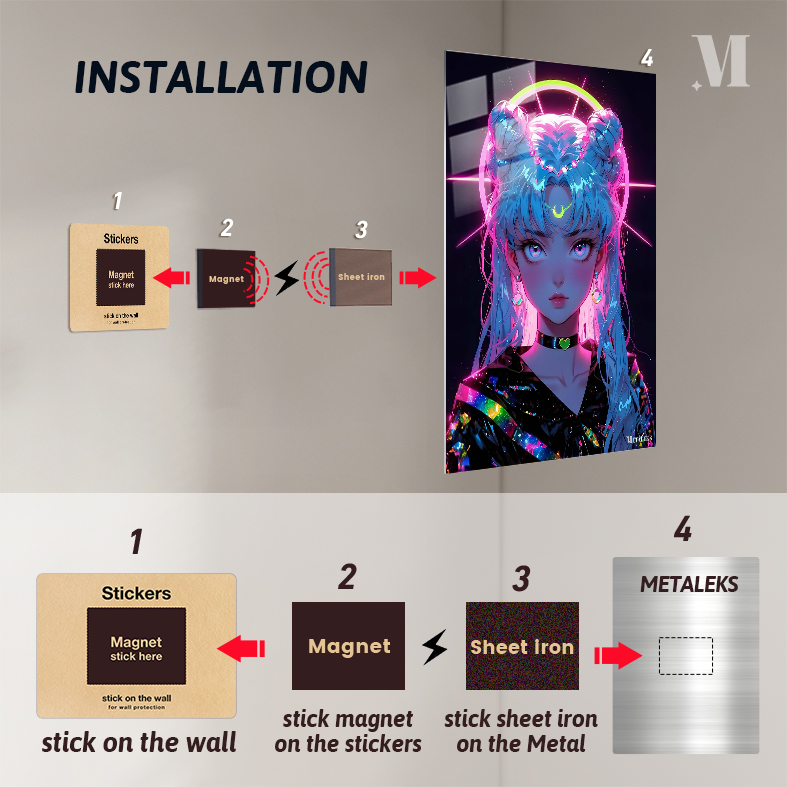 INSTALLATION
M
4
1
2
3
Stickers
Magnet
stick here
stick on the wall
for wall protection
Magnet
Sheet iron
1
2
3
4
Stickers
Magnet
stick here
stick on the wall
for wall protection
Magnet
Sheet iron
METALEKS
stick on the wall
stick magnet
on the stickers
stick sheet iron
on the Metal